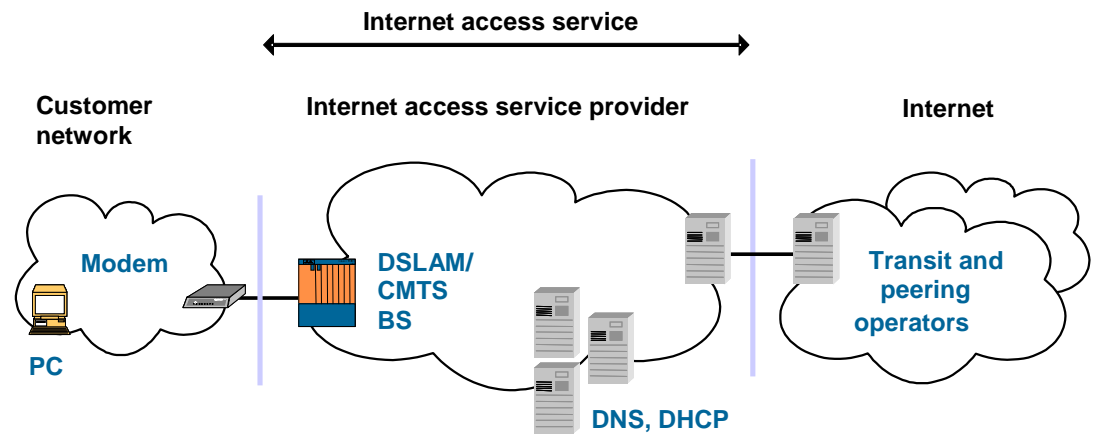 Internet access service
Customer
network
Internet access service provider
Internet
Modem
PC
DSLAM/
CMTS
BS
DNS, DHCP
Transit and
peering
operators